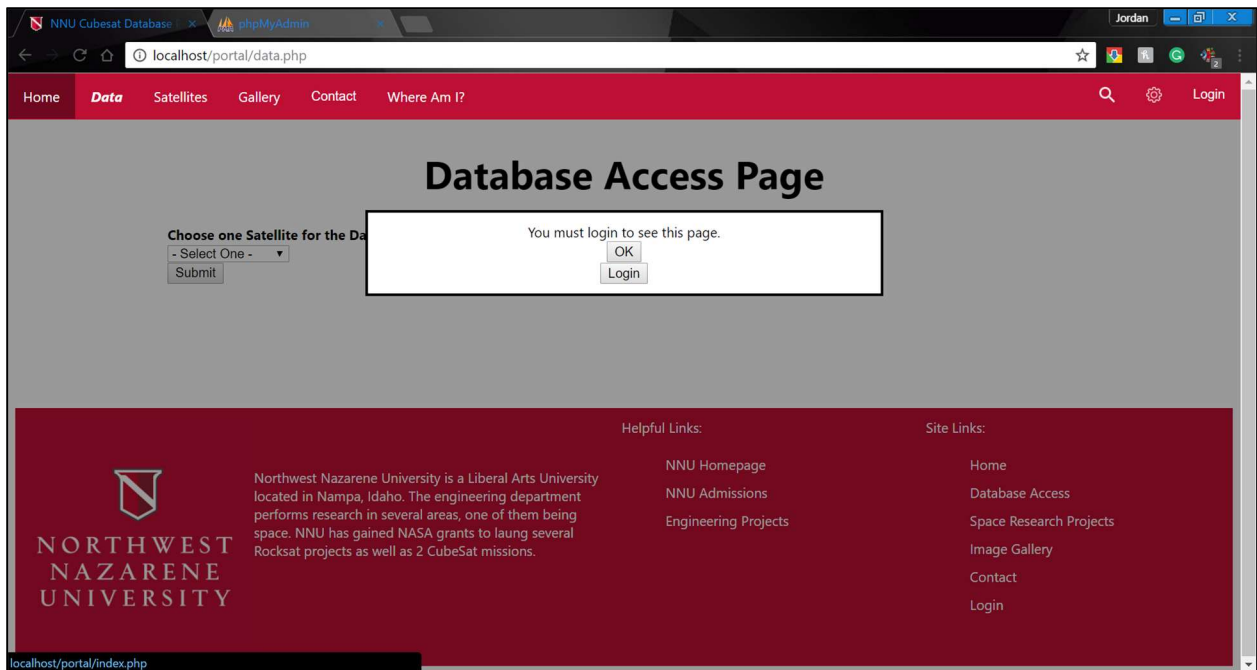 NNU Cubesat Database
phpMyAdmin
Jordan
localhost/portal/data.php
2
Home Data Satellites Gallery Contact Where Am I? Login
Database Access Page
Choose one Satellite for the Da
- Select One -
Submit
You must login to see this page.
OK
Login
Northwest Nazarene University is a Liberal Arts University
located in Nampa, Idaho. The engineering department
performs research in several areas, one of them being
space. NNU has gained NASA grants to laung several
Rocksat projects as well as 2 CubeSat missions.
NORTHWEST
NAZARENE
UNIVERSITY
Helpful Links:
NNU Homepage
NNU Admissions
Engineering Projects
Site Links:
Home
Database Access
Space Research Projects
Image Gallery
Contact
Login
localhost/portal/index.php